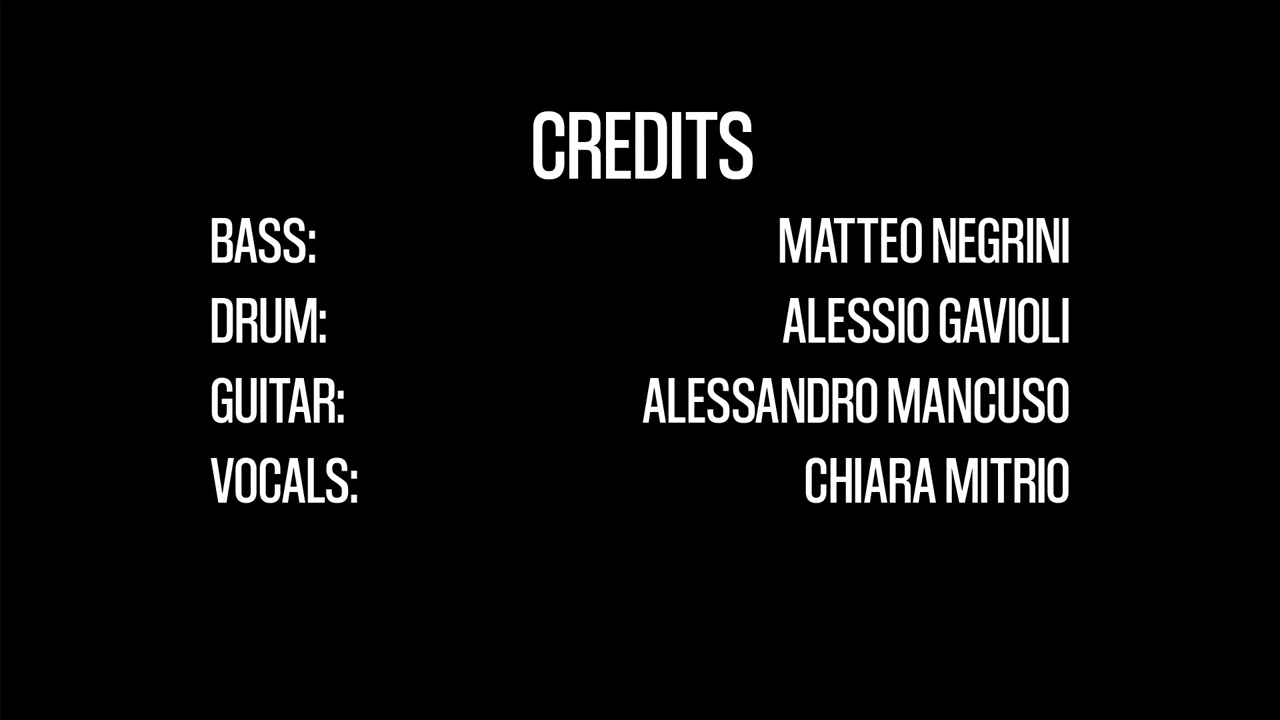 CREDITS
BASS: MATTEO NEGRINI
DRUM: ALESSIO GAVIOLI
GUITAR: ALESSANDRO MANCUSO
VOCALS: CHIARA MITRIO